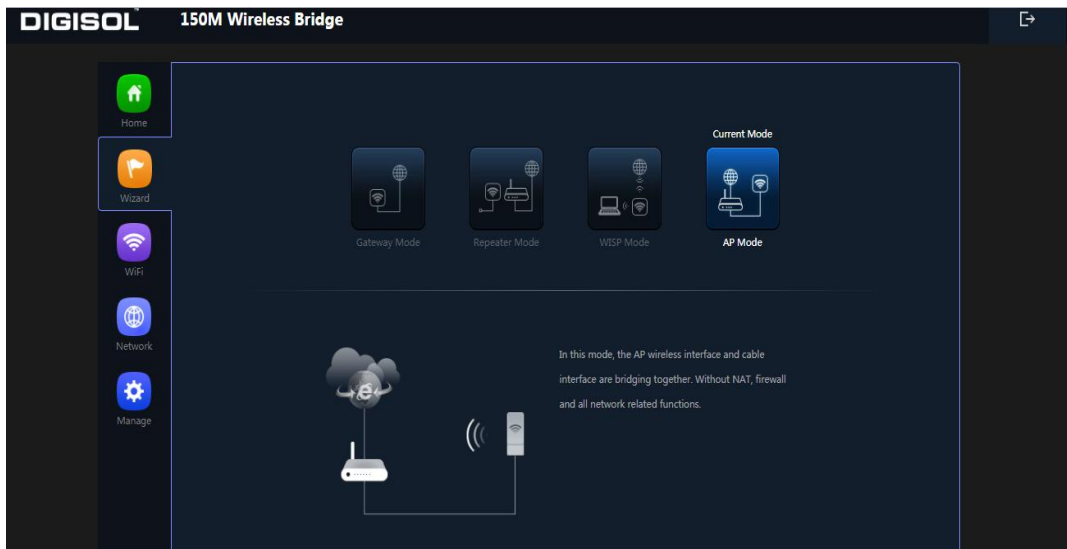 DIGISOL 150M Wireless Bridge
Home
Wizard
WiFi
Network
Manage
Current Mode
Gateway Mode Repeater Mode WISP Mode AP Mode
In this mode, the AP wireless interface and cable
interface are bridging together. Without NAT, firewall
and all network related functions.